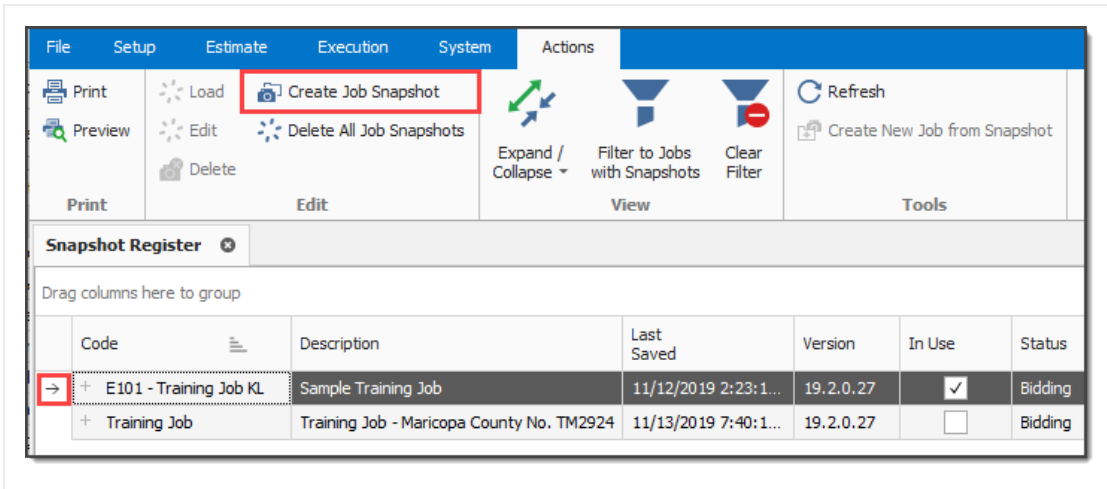 File Setup Estimate Execution System Actions
Print Load Create Job Snapshot Refresh
Preview Edit Delete All Job Snapshots Create New Job from Snapshot
Delete
Expand / Filter to Jobs Clear
Collapse with Snapshots Filter
Print Edit View Tools
Snapshot Register
Drag columns here to group
Code Description Last Saved Version In Use Status
E101 - Training Job KL Sample Training Job 11/12/2019 2:23:1... 19.2.0.27 Bidding
Training Job Training Job - Maricopa County No. TM2924 11/13/2019 7:40:1... 19.2.0.27 Bidding